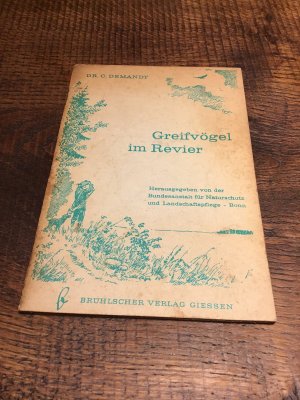 DR. C. DEMANDT
Greifvögel
im Revier
Herausgegeben von der
Bundesanstalt für Naturschutz
und Landschaftspflege - Bonn
BRÜHLSCHER VERLAG GIESSEN